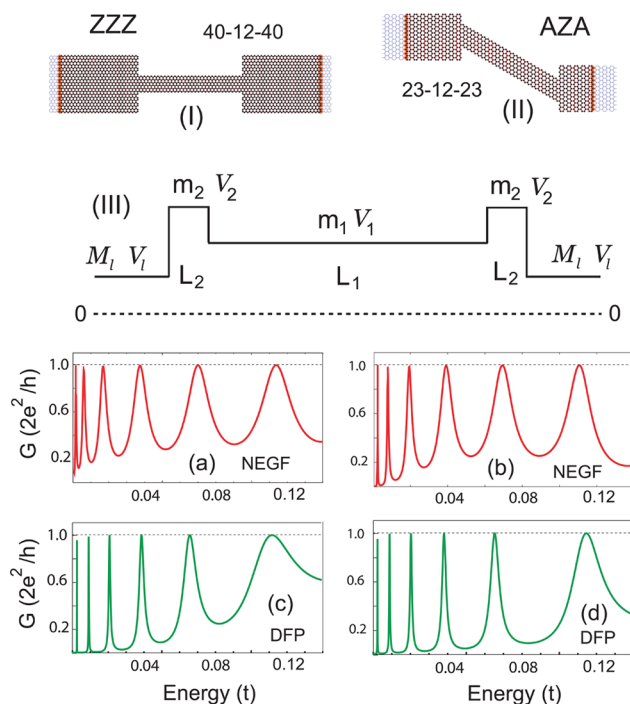 ZZZ
40-12-40
(I)
AZA
23-12-23
(II)
(III)
m₂ V₂
m₁ V₁
m₂ V₂
Mₗ Vₗ
L₂
L₁
L₂
Mₗ Vₗ
0
0
G (2e²/h)
1.0
0.6
0.2
(a)
NEGF
0.04
0.08
0.12
1.0
0.6
0.2
(b)
NEGF
0.04
0.08
0.12
G (2e²/h)
1.0
0.6
0.2
(c)
DFP
0.04
0.08
0.12
Energy (t)
1.0
0.6
0.2
(d)
DFP
0.04
0.08
0.12
Energy (t)